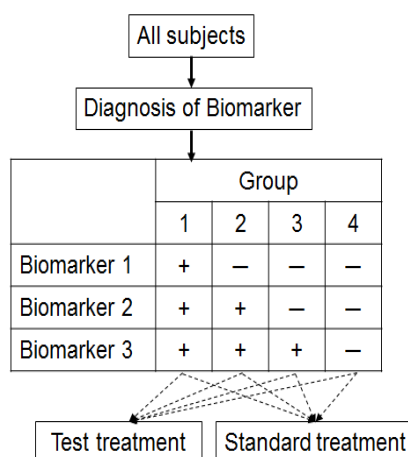 All subjects
Diagnosis of Biomarker
Group
1 2 3 4
Biomarker 1 + – – –
Biomarker 2 + + – –
Biomarker 3 + + + –
Test treatment Standard treatment